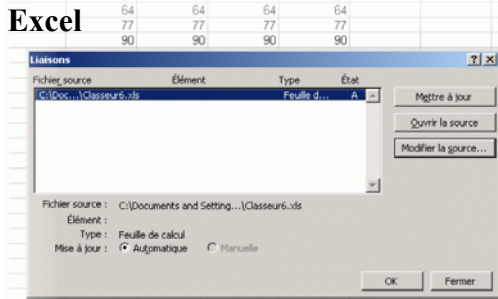 64 64 64 64
Excel 77 77 77 77
90 90 90 90
Liaisons
Fichier source Élément Type État
C:\Doc...\Classeur6.xls Feuille d... A
Mettre à jour
Ouvrir la source
Modifier la source...
Fichier source : C:\Documents and Setting...\Classeur6.xls
Élément :
Type : Feuille de calcul
Mise à jour : Automatique Manuelle
OK Fermer